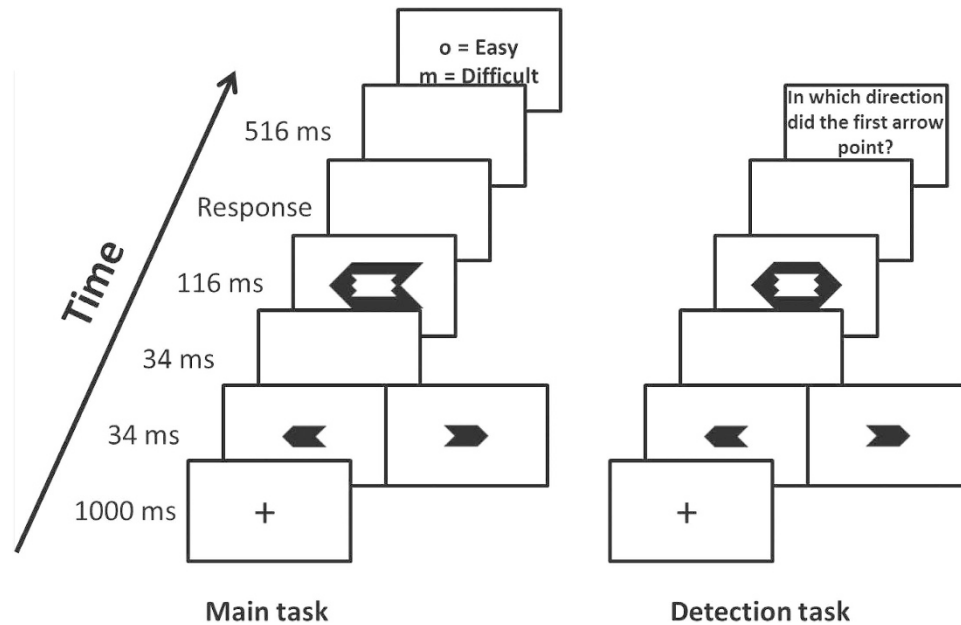 o = Easy
m = Difficult
In which direction
did the first arrow
point?
516 ms
Response
116 ms
34 ms
34 ms
1000 ms
+
+
Time
Main task
Detection task